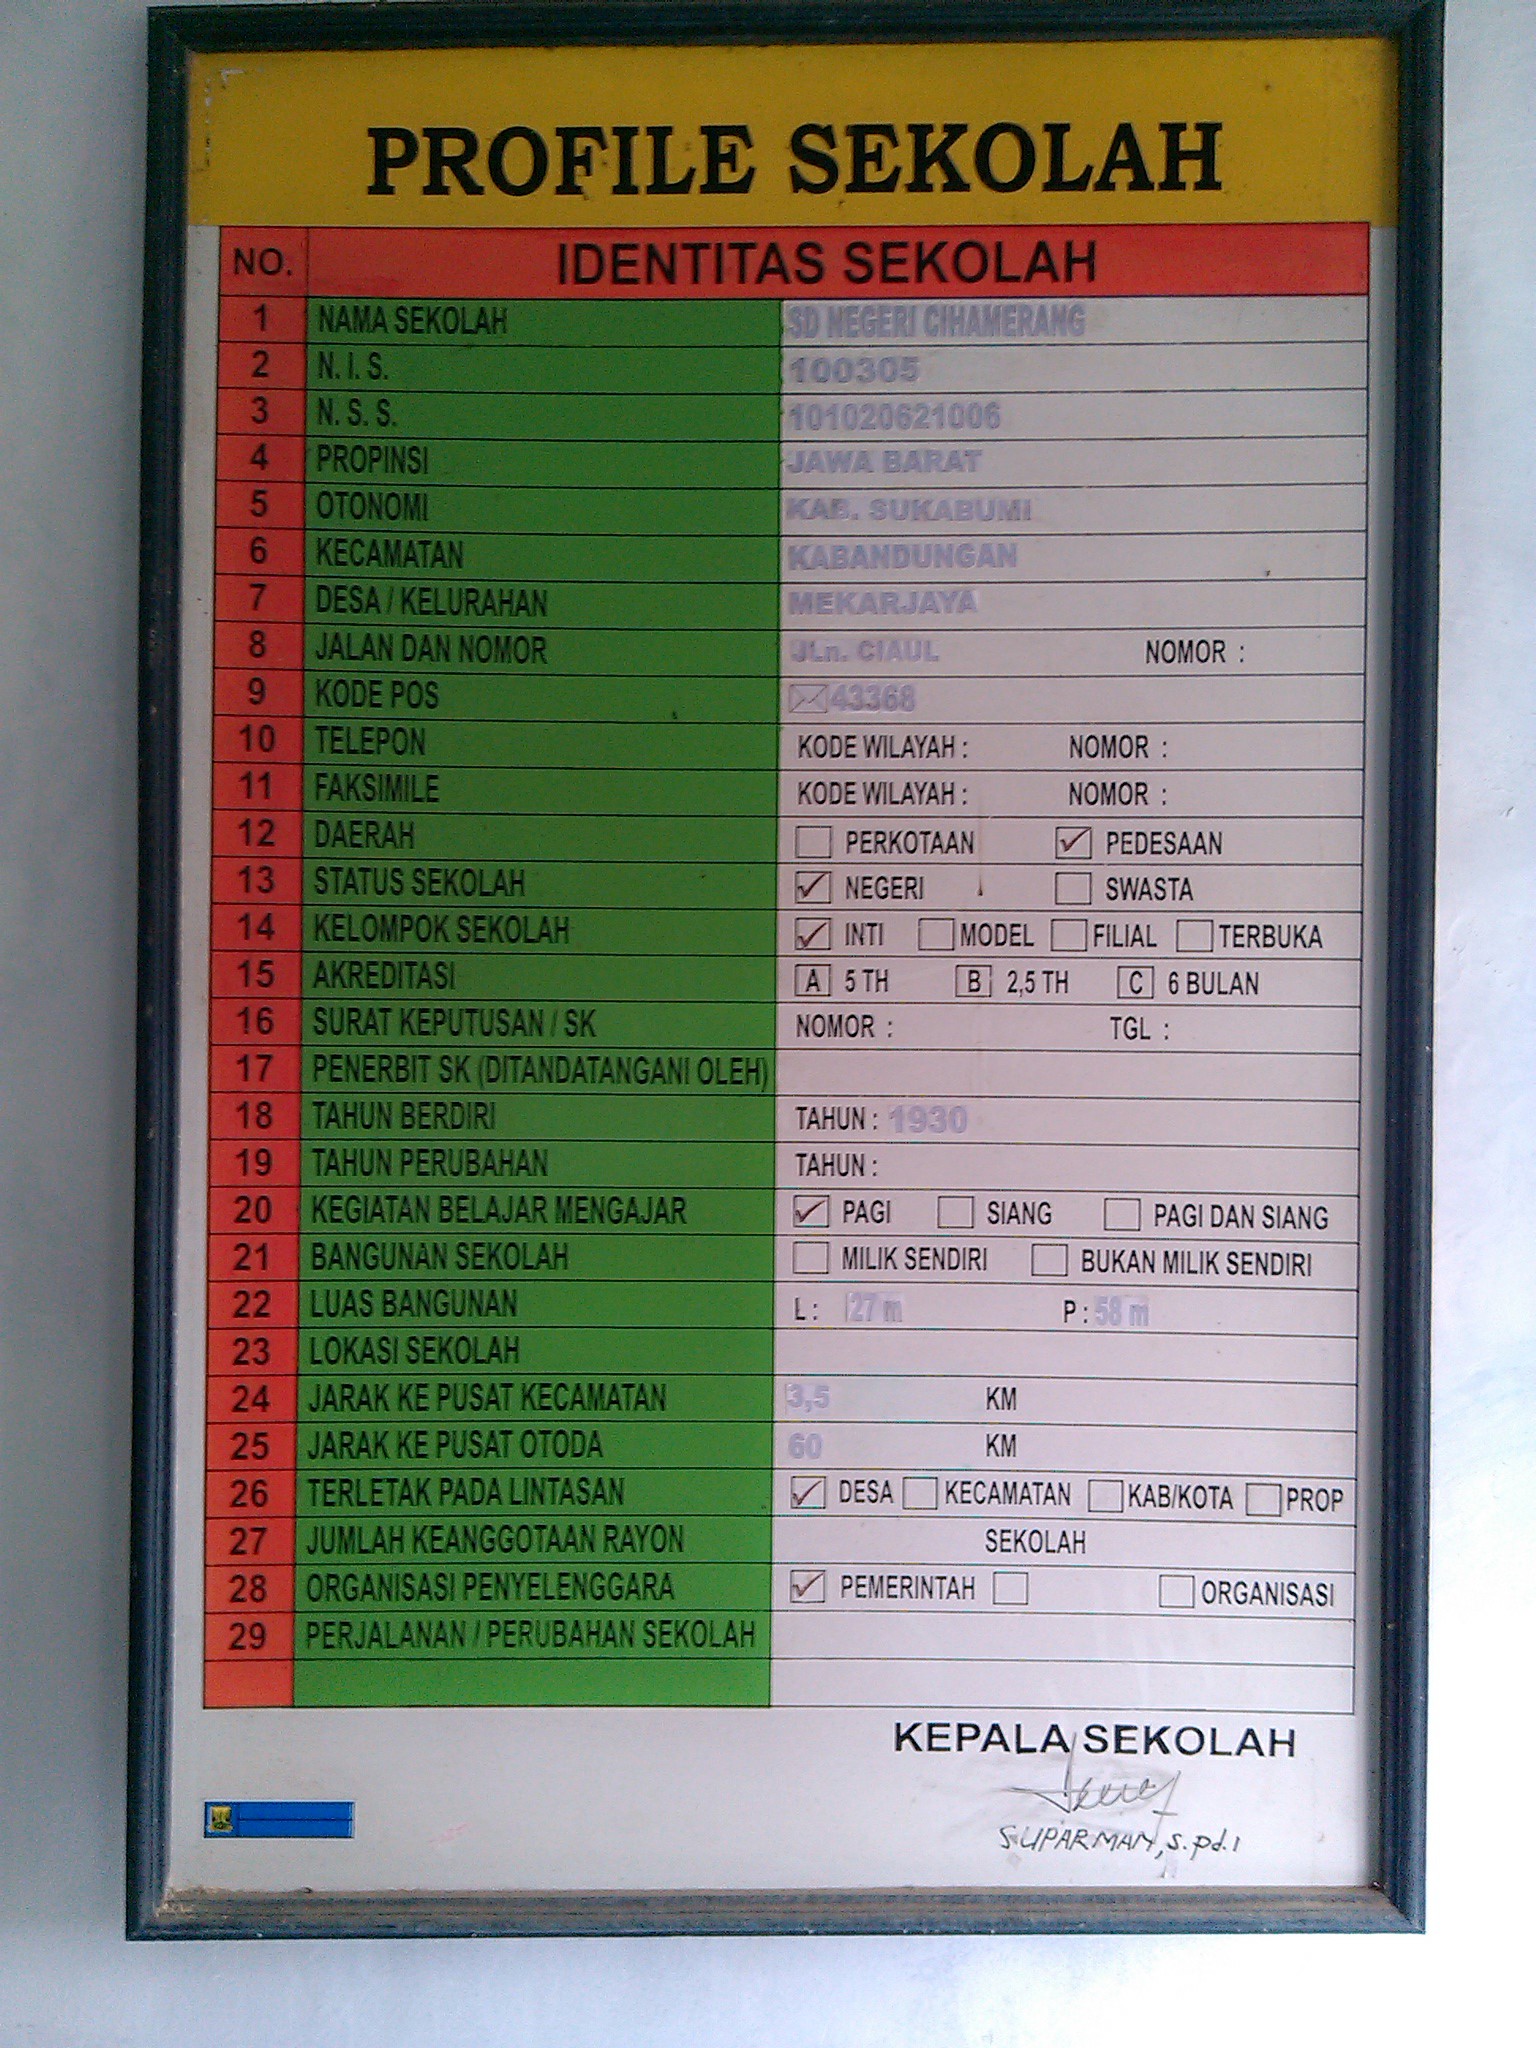 PROFILE SEKOLAH
NO. IDENTITAS SEKOLAH
1 NAMA SEKOLAH SD NEGERI CIHAMERANG
2 N. I. S. 100305
3 N. S. S. 101020621006
4 PROPINSI JAWA BARAT
5 OTONOMI KAB. SUKABUMI
6 KECAMATAN KABANDUNGAN
7 DESA / KELURAHAN MEKARJAYA
8 JALAN DAN NOMOR JLn. CIAUL NOMOR :
9 KODE POS 43368
10 TELEPON KODE WILAYAH : NOMOR :
11 FAKSIMILE KODE WILAYAH : NOMOR :
12 DAERAH PERKOTAAN PEDESAAN
13 STATUS SEKOLAH NEGERI SWASTA
14 KELOMPOK SEKOLAH INTI MODEL FILIAL TERBUKA
15 AKREDITASI A 5 TH B 2,5 TH C 6 BULAN
16 SURAT KEPUTUSAN / SK NOMOR : TGL :
17 PENERBIT SK (DITANDATANGANI OLEH)
18 TAHUN BERDIRI TAHUN : 1930
19 TAHUN PERUBAHAN TAHUN :
20 KEGIATAN BELAJAR MENGAJAR PAGI SIANG PAGI DAN SIANG
21 BANGUNAN SEKOLAH MILIK SENDIRI BUKAN MILIK SENDIRI
22 LUAS BANGUNAN L : 27 m P : 58 m
23 LOKASI SEKOLAH
24 JARAK KE PUSAT KECAMATAN 3,5 KM
25 JARAK KE PUSAT OTODA 60 KM
26 TERLETAK PADA LINTASAN DESA KECAMATAN KAB/KOTA PROP
27 JUMLAH KEANGGOTAAN RAYON SEKOLAH
28 ORGANISASI PENYELENGGARA PEMERINTAH ORGANISASI
29 PERJALANAN / PERUBAHAN SEKOLAH
KEPALA SEKOLAH
SUPARMAN, S.Pd.I